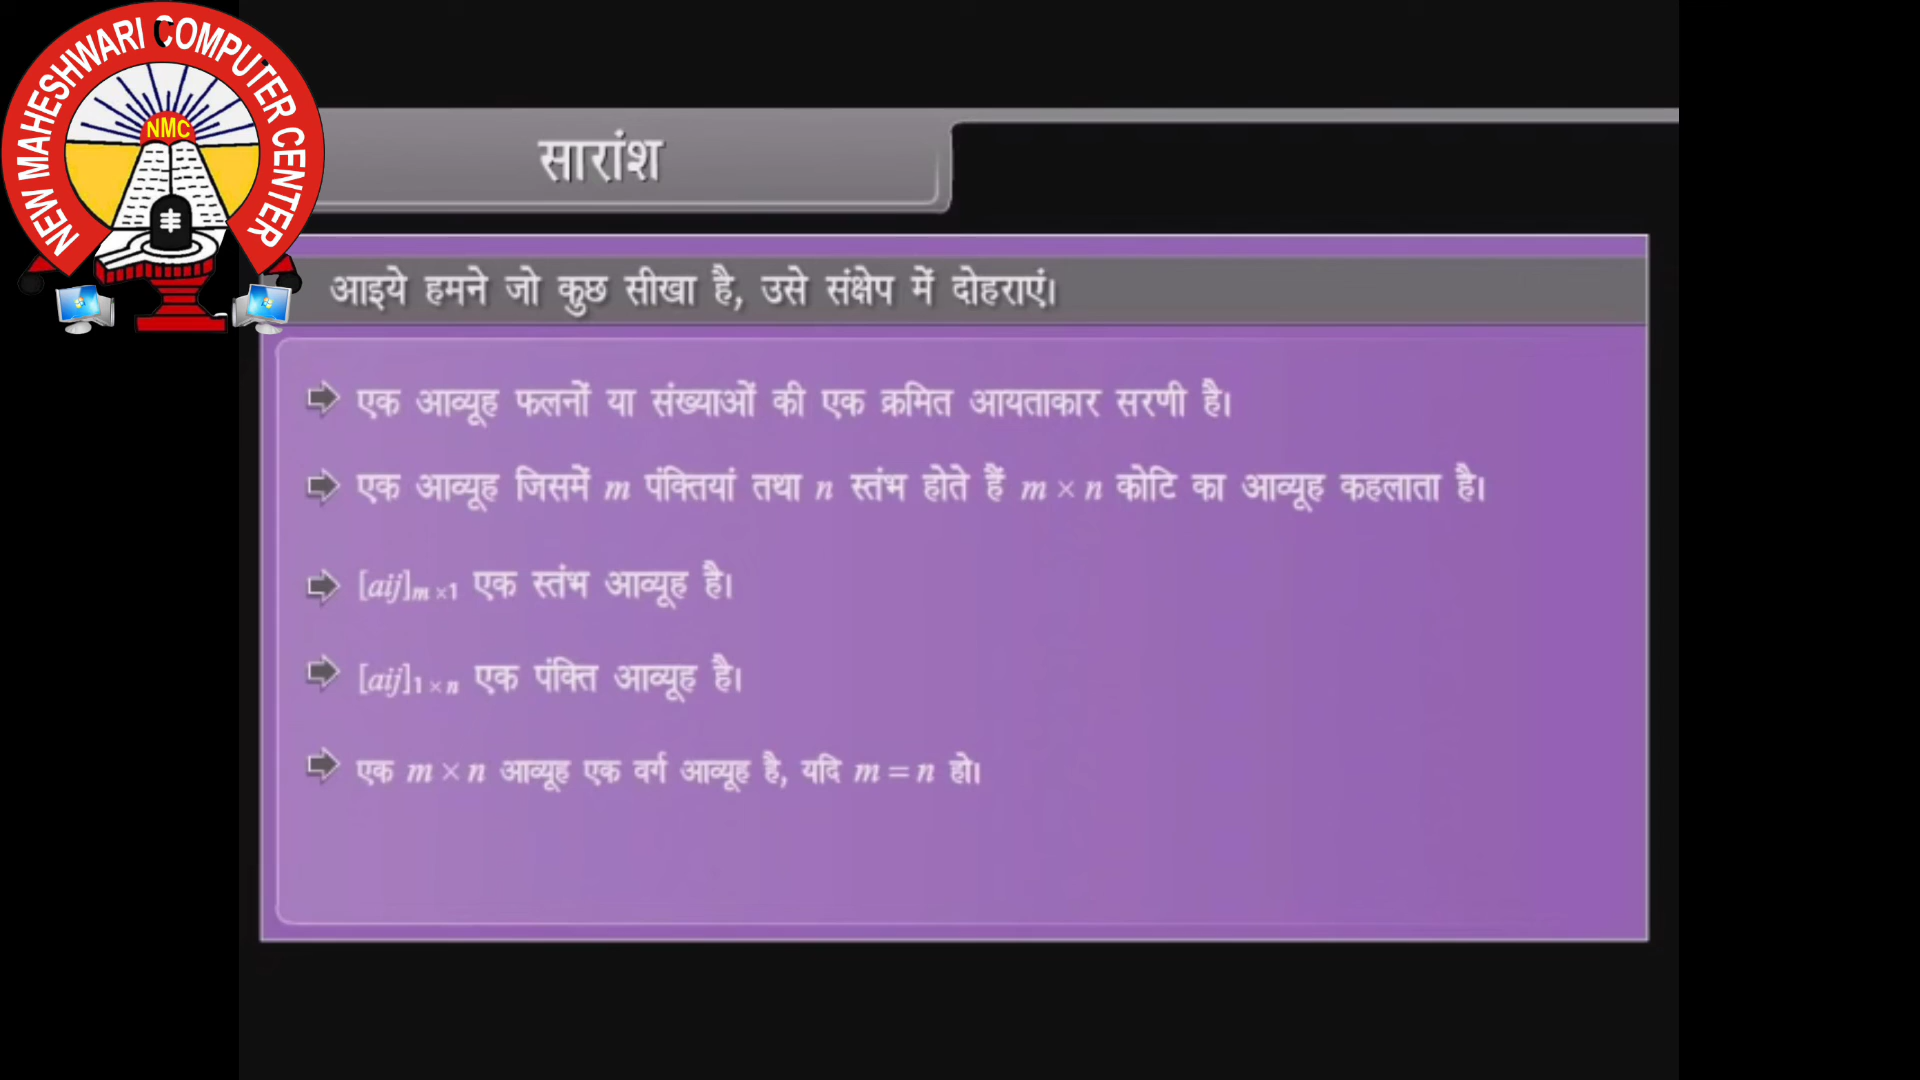 NEW MAHESHWARI COMPUTER CENTER
NMC
सारांश
आइये हमने जो कुछ सीखा है, उसे संक्षेप में दोहराएं।
एक आव्यूह फलनों या संख्याओं की एक क्रमित आयताकार सरणी है।
एक आव्यूह जिसमें m पंक्तियां तथा n स्तंभ होते हैं m × n कोटि का आव्यूह कहलाता है।
[aij]m ×1 एक स्तंभ आव्यूह है।
[aij]1 × n एक पंक्ति आव्यूह है।
एक m × n आव्यूह एक वर्ग आव्यूह है, यदि m = n हो।